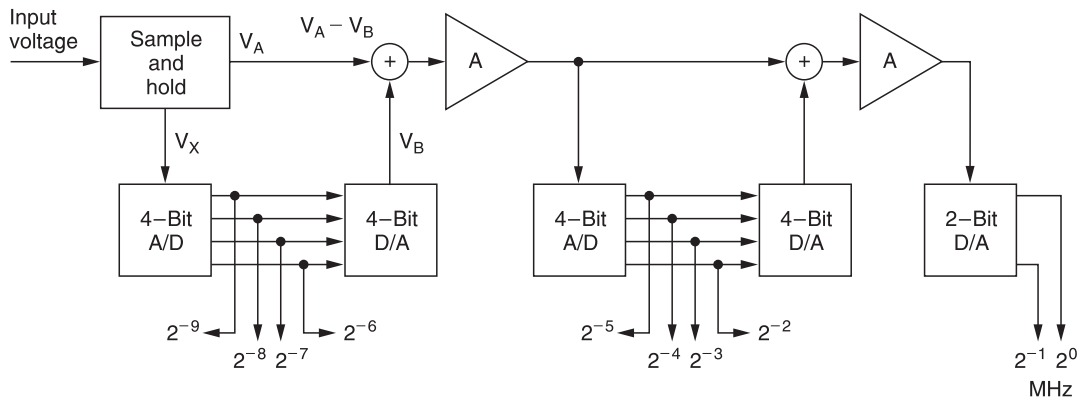 Input
voltage
Sample
and
hold
V_A
V_A – V_B
+
A
+
A
V_X
V_B
4–Bit
A/D
4–Bit
D/A
4–Bit
A/D
4–Bit
D/A
2–Bit
D/A
2⁻⁹
2⁻⁸
2⁻⁷
2⁻⁶
2⁻⁵
2⁻⁴
2⁻³
2⁻²
2⁻¹
2⁰
MHz